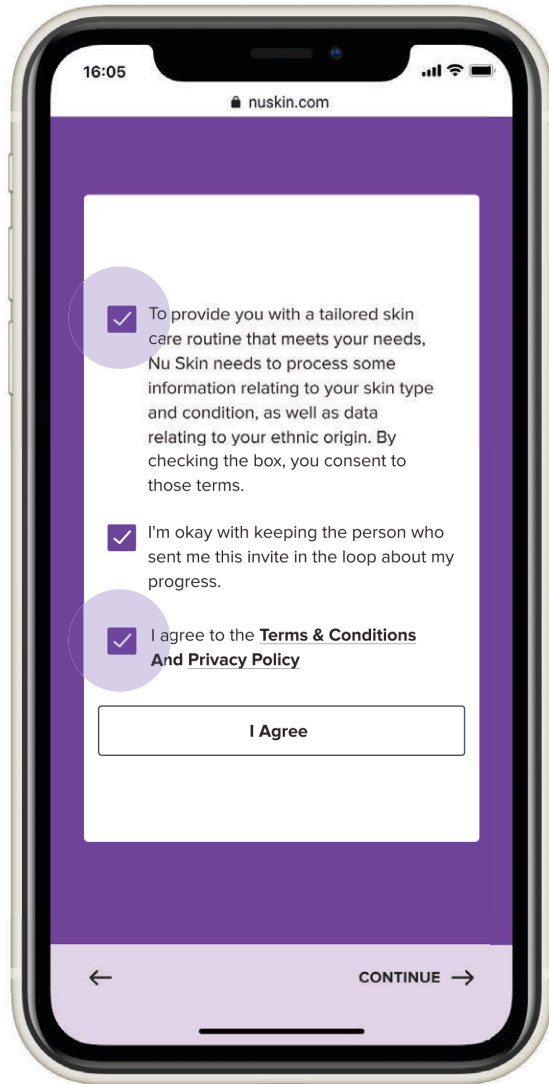 16:05
nuskin.com
To provide you with a tailored skin
care routine that meets your needs,
Nu Skin needs to process some
information relating to your skin type
and condition, as well as data
relating to your ethnic origin. By
checking the box, you consent to
those terms.
I'm okay with keeping the person who
sent me this invite in the loop about my
progress.
I agree to the Terms & Conditions
And Privacy Policy
I Agree
CONTINUE